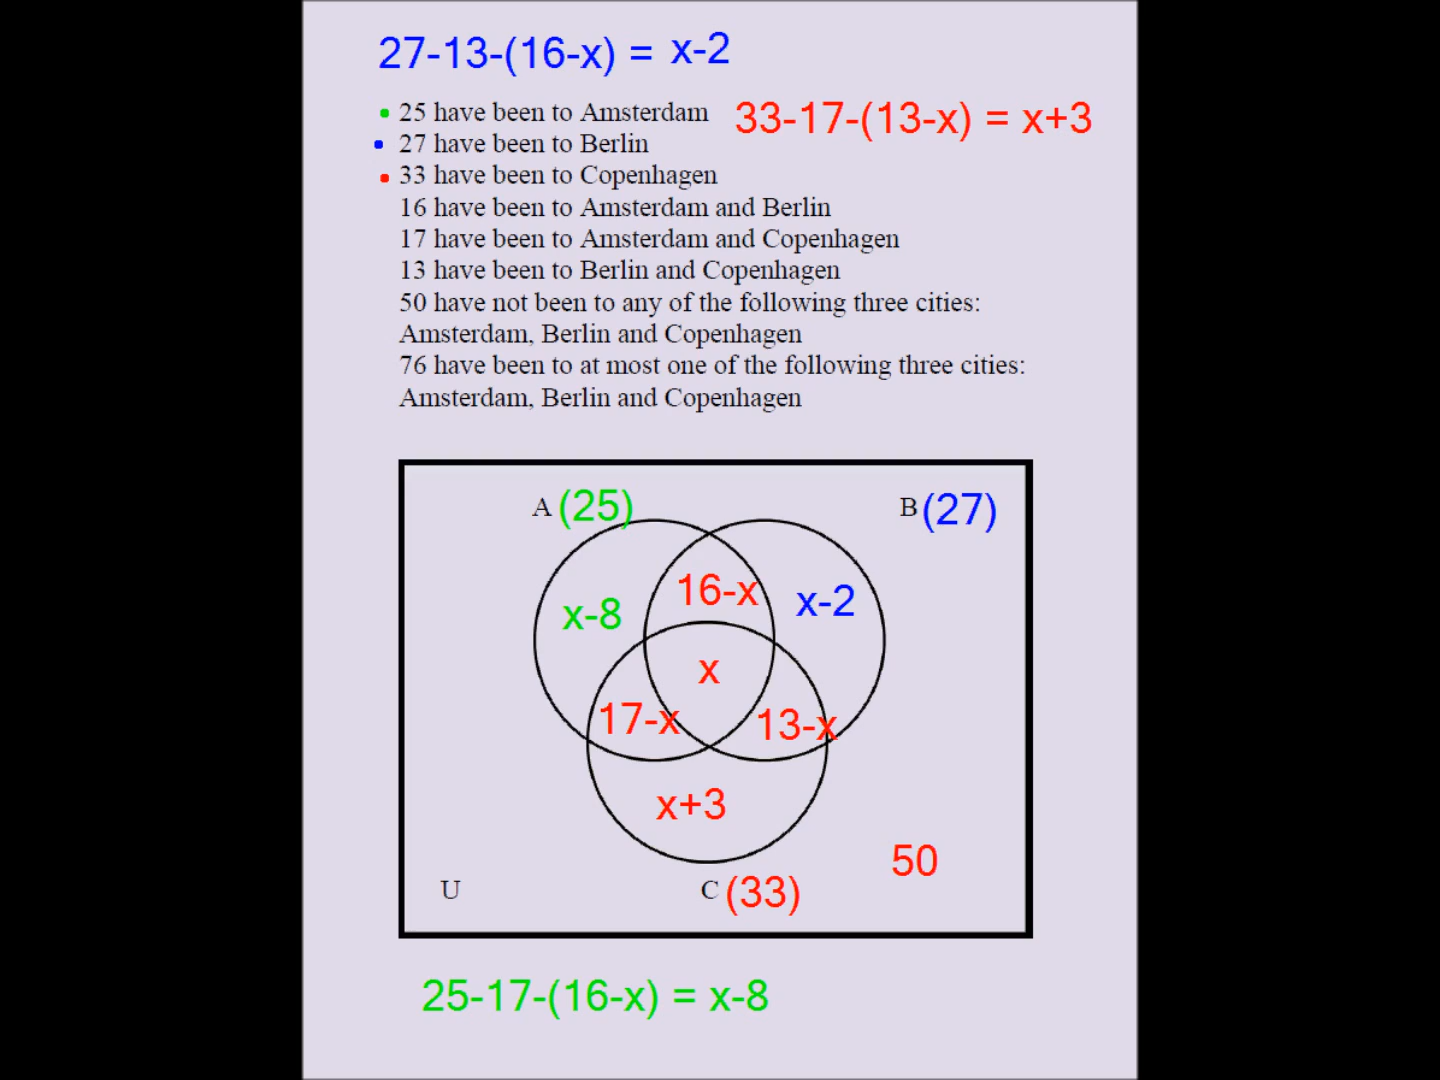 27-13-(16-x) = x-2
25 have been to Amsterdam
33-17-(13-x) = x+3
27 have been to Berlin
33 have been to Copenhagen
16 have been to Amsterdam and Berlin
17 have been to Amsterdam and Copenhagen
13 have been to Berlin and Copenhagen
50 have not been to any of the following three cities:
Amsterdam, Berlin and Copenhagen
76 have been to at most one of the following three cities:
Amsterdam, Berlin and Copenhagen
A (25)
B (27)
16-x
x-8
x-2
x
17-x
13-x
x+3
50
U
C (33)
25-17-(16-x) = x-8